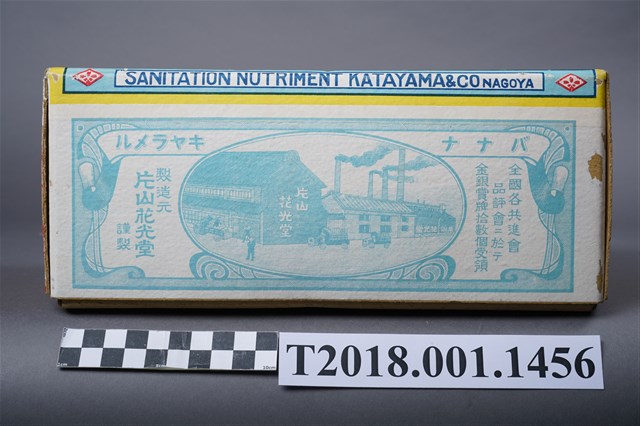 SANITATION NUTRIMENT KATAYAMA&CO NAGOYA
バナナ
キヤラメル
全國各共進會
品評會ニ於テ
金銀賞牌拾數個受領
片山
花光堂
製造元
片山花光堂
謹製
T2018.001.1456